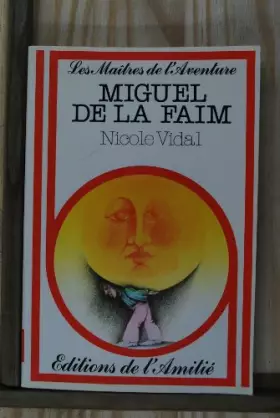 Les Maîtres de l'Aventure
MIGUEL
DE LA FAIM
Nicole Vidal
Editions de l'Amitié